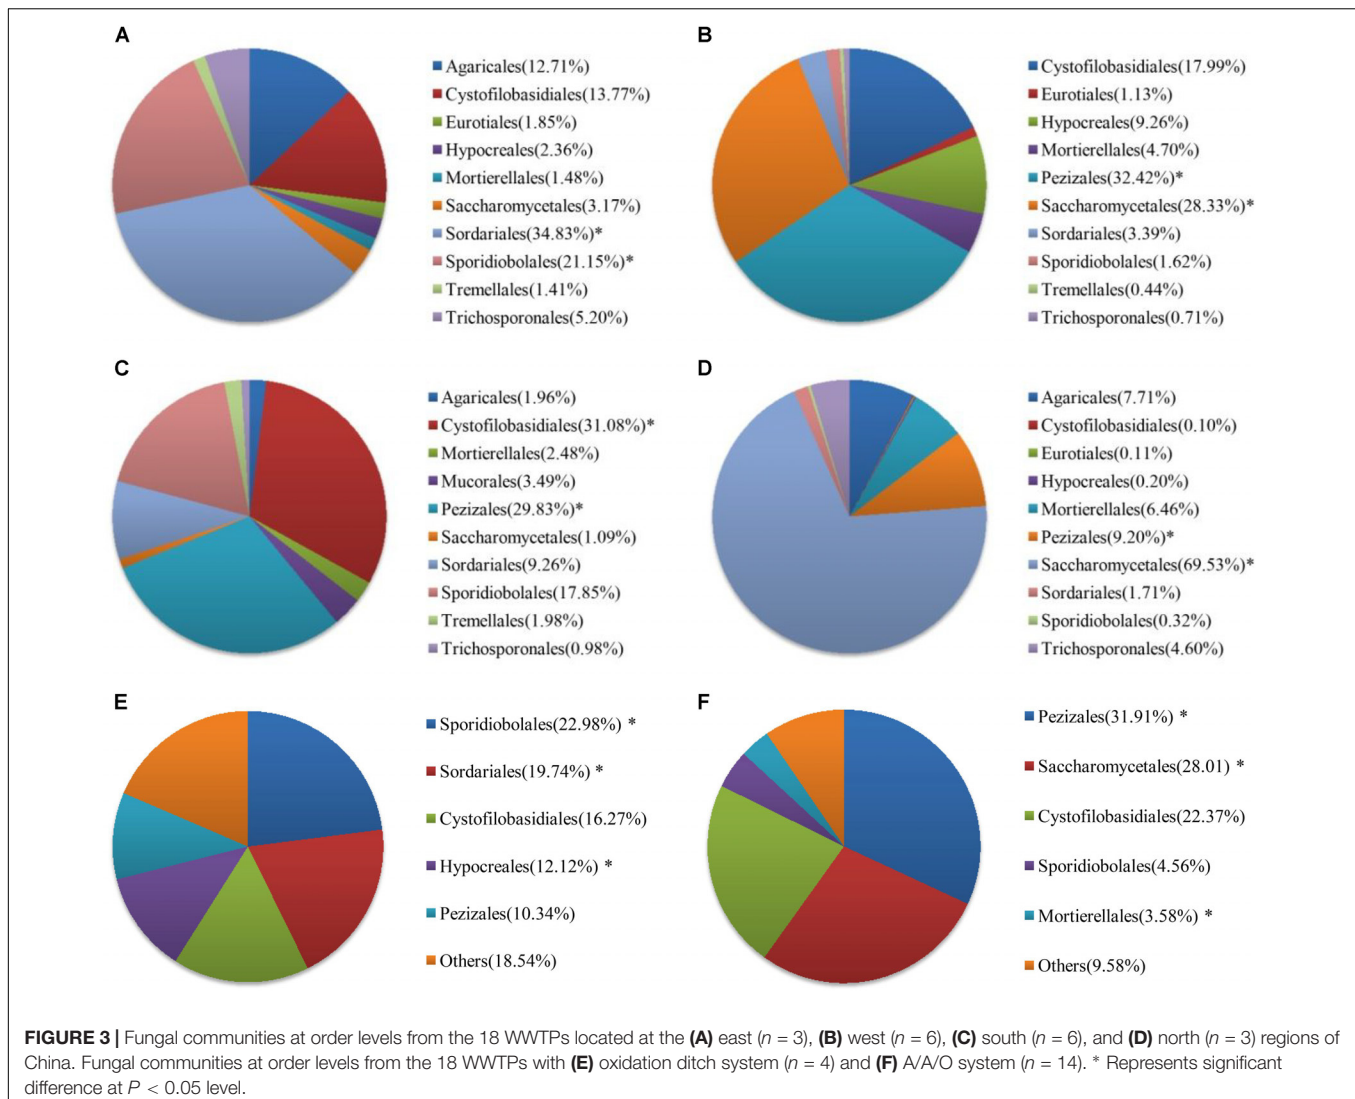 A
Agaricales(12.71%)
Cystofilobasidiales(13.77%)
Eurotiales(1.85%)
Hypocreales(2.36%)
Mortierellales(1.48%)
Saccharomycetales(3.17%)
Sordariales(34.83%)*
Sporidiobolales(21.15%)*
Tremellales(1.41%)
Trichosporonales(5.20%)
B
Cystofilobasidiales(17.99%)
Eurotiales(1.13%)
Hypocreales(9.26%)
Mortierellales(4.70%)
Pezizales(32.42%)*
Saccharomycetales(28.33%)*
Sordariales(3.39%)
Sporidiobolales(1.62%)
Tremellales(0.44%)
Trichosporonales(0.71%)
C
Agaricales(1.96%)
Cystofilobasidiales(31.08%)*
Mortierellales(2.48%)
Mucorales(3.49%)
Pezizales(29.83%)*
Saccharomycetales(1.09%)
Sordariales(9.26%)
Sporidiobolales(17.85%)
Tremellales(1.98%)
Trichosporonales(0.98%)
D
Agaricales(7.71%)
Cystofilobasidiales(0.10%)
Eurotiales(0.11%)
Hypocreales(0.20%)
Mortierellales(6.46%)
Pezizales(9.20%)*
Saccharomycetales(69.53%)*
Sordariales(1.71%)
Sporidiobolales(0.32%)
Trichosporonales(4.60%)
E
Sporidiobolales(22.98%) *
Sordariales(19.74%) *
Cystofilobasidiales(16.27%)
Hypocreales(12.12%) *
Pezizales(10.34%)
Others(18.54%)
F
Pezizales(31.91%) *
Saccharomycetales(28.01) *
Cystofilobasidiales(22.37%)
Sporidiobolales(4.56%)
Mortierellales(3.58%) *
Others(9.58%)
FIGURE 3 | Fungal communities at order levels from the 18 WWTPs located at the (A) east (n = 3), (B) west (n = 6), (C) south (n = 6), and (D) north (n = 3) regions of
China. Fungal communities at order levels from the 18 WWTPs with (E) oxidation ditch system (n = 4) and (F) A/A/O system (n = 14). * Represents significant
difference at P < 0.05 level.